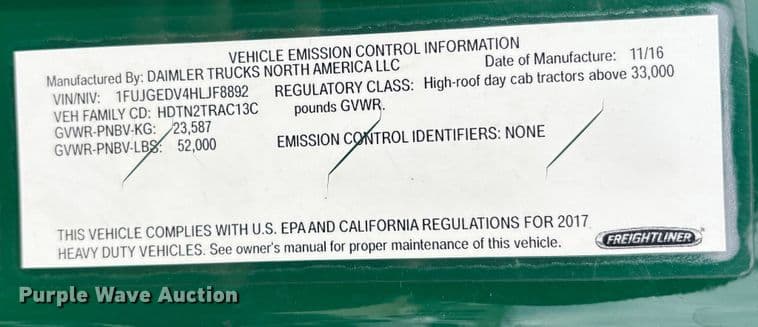 VEHICLE EMISSION CONTROL INFORMATION
Manufactured By: DAIMLER TRUCKS NORTH AMERICA LLC Date of Manufacture: 11/16
VIN/NIV: 1FUJGEDV4HLJF8892 REGULATORY CLASS: High-roof day cab tractors above 33,000
VEH FAMILY CD: HDTN2TRAC13C pounds GVWR.
GVWR-PNBV-KG: 23,587
GVWR-PNBV-LBS: 52,000 EMISSION CONTROL IDENTIFIERS: NONE
THIS VEHICLE COMPLIES WITH U.S. EPA AND CALIFORNIA REGULATIONS FOR 2017
HEAVY DUTY VEHICLES. See owner's manual for proper maintenance of this vehicle.
FREIGHTLINER
Purple Wave Auction